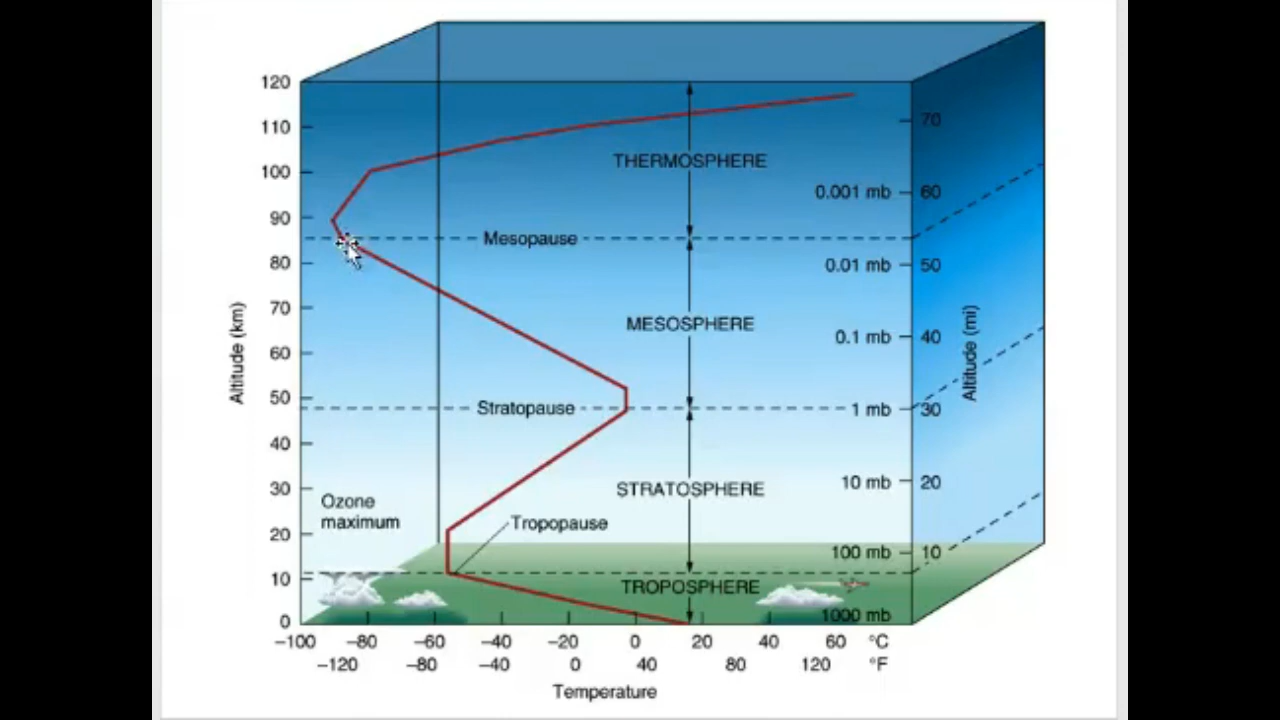 120
110
100
90
80
70
60
50
40
30
20
10
0
Altitude (km)
THERMOSPHERE
Mesopause
MESOSPHERE
Stratopause
STRATOSPHERE
Ozone
maximum
Tropopause
TROPOSPHERE
0.001 mb
0.01 mb
0.1 mb
1 mb
10 mb
100 mb
1000 mb
70
60
50
40
30
20
10
Altitude (mi)
–100 –80 –60 –40 –20 0 20 40 60 °C
–120 –80 –40 0 40 80 120 °F
Temperature